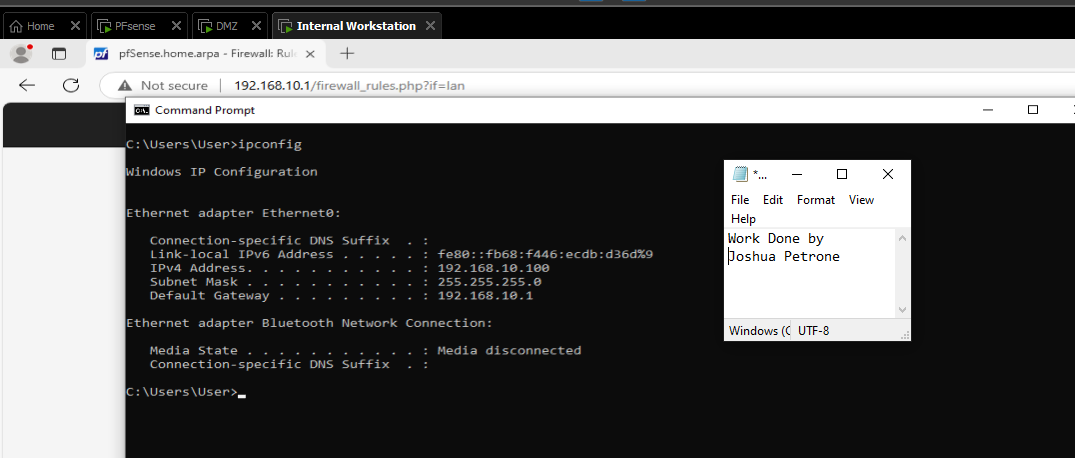 Home
PFsense
DMZ
Internal Workstation
pfSense.home.arpa - Firewall: Rul
Not secure | 192.168.10.1/firewall_rules.php?if=lan
Command Prompt
C:\Users\User>ipconfig
Windows IP Configuration
Ethernet adapter Ethernet0:
Connection-specific DNS Suffix  . :
Link-local IPv6 Address . . . . . : fe80::fb68:f446:ecdb:d36d%9
IPv4 Address. . . . . . . . . . . : 192.168.10.100
Subnet Mask . . . . . . . . . . . : 255.255.255.0
Default Gateway . . . . . . . . . : 192.168.10.1
Ethernet adapter Bluetooth Network Connection:
Media State . . . . . . . . . . . : Media disconnected
Connection-specific DNS Suffix  . :
C:\Users\User>
*...
File Edit Format View
Help
Work Done by
Joshua Petrone
Windows (C UTF-8